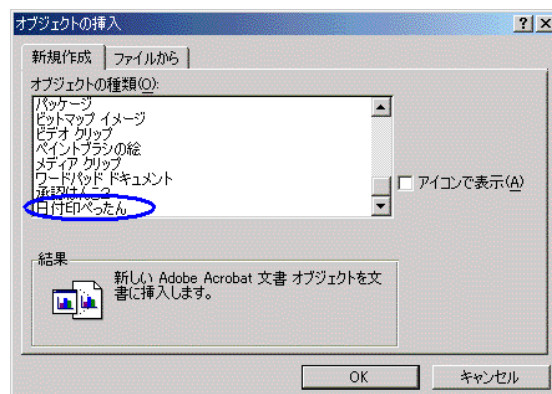 オブジェクトの挿入
新規作成
ファイルから
オブジェクトの種類(O):
パッケージ
ビットマップ イメージ
ビデオ クリップ
ペイントブラシの絵
メディア クリップ
ワードパッド ドキュメント
承認はんこ2
日付印ぺったん
アイコンで表示(A)
結果
新しい Adobe Acrobat 文書 オブジェクトを文
書に挿入します。
OK
キャンセル